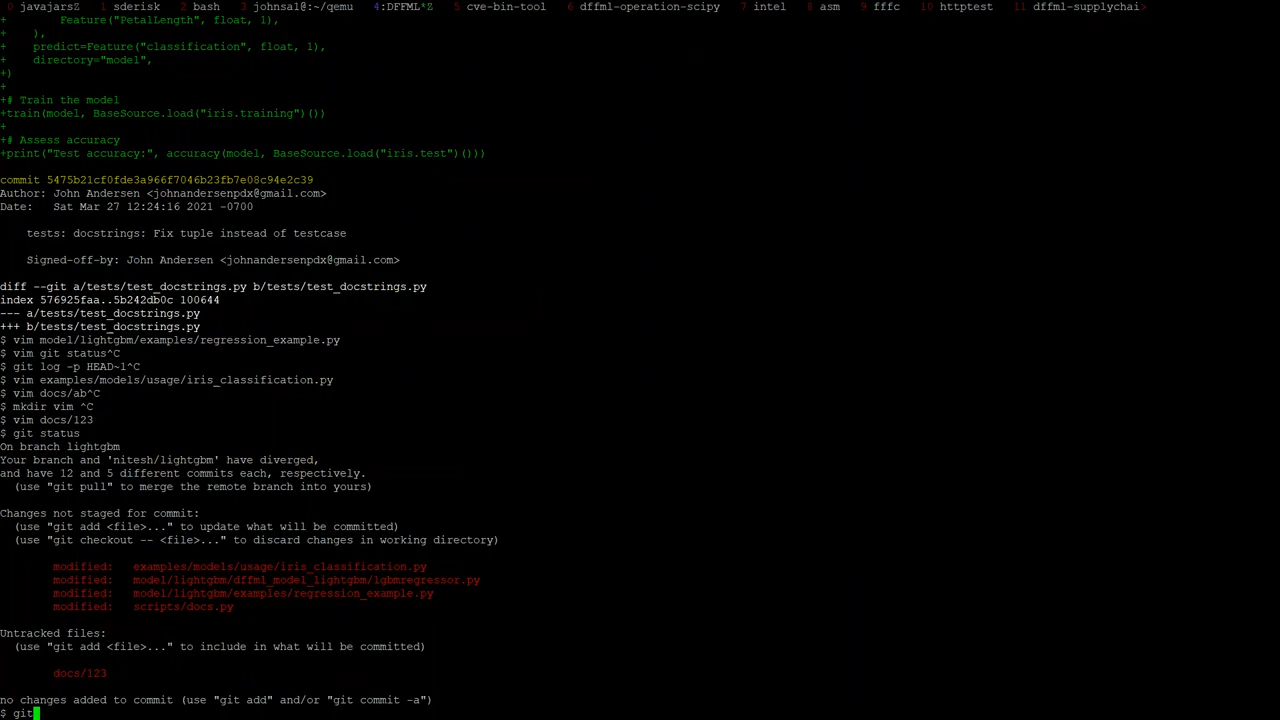 0 javajarsZ 1 sderisk 2 bash 3 johnsa1@:~/qemu 4:DFFML*Z 5 cve-bin-tool 6 dffml-operation-scipy 7 intel 8 asm 9 fffc 10 httptest 11 dffml-supplychai>
+        Feature("PetalLength", float, 1),
+    ),
+    predict=Feature("classification", float, 1),
+    directory="model",
+)
+
+# Train the model
+train(model, BaseSource.load("iris.training")())
+
+# Assess accuracy
+print("Test accuracy:", accuracy(model, BaseSource.load("iris.test")()))
commit 5475b21cf0fde3a966f7046b23fb7e08c94e2c39
Author: John Andersen <johnandersenpdx@gmail.com>
Date:   Sat Mar 27 12:24:16 2021 -0700
    tests: docstrings: Fix tuple instead of testcase
    Signed-off-by: John Andersen <johnandersenpdx@gmail.com>
diff --git a/tests/test_docstrings.py b/tests/test_docstrings.py
index 576925faa..5b242db0c 100644
--- a/tests/test_docstrings.py
+++ b/tests/test_docstrings.py
$ vim model/lightgbm/examples/regression_example.py
$ vim git status^C
$ git log -p HEAD~1^C
$ vim examples/models/usage/iris_classification.py
$ vim docs/ab^C
$ mkdir vim ^C
$ vim docs/123
$ git status
On branch lightgbm
Your branch and 'nitesh/lightgbm' have diverged,
and have 12 and 5 different commits each, respectively.
  (use "git pull" to merge the remote branch into yours)
Changes not staged for commit:
  (use "git add <file>..." to update what will be committed)
  (use "git checkout -- <file>..." to discard changes in working directory)
        modified:   examples/models/usage/iris_classification.py
        modified:   model/lightgbm/dffml_model_lightgbm/lgbmregressor.py
        modified:   model/lightgbm/examples/regression_example.py
        modified:   scripts/docs.py
Untracked files:
  (use "git add <file>..." to include in what will be committed)
        docs/123
no changes added to commit (use "git add" and/or "git commit -a")
$ git